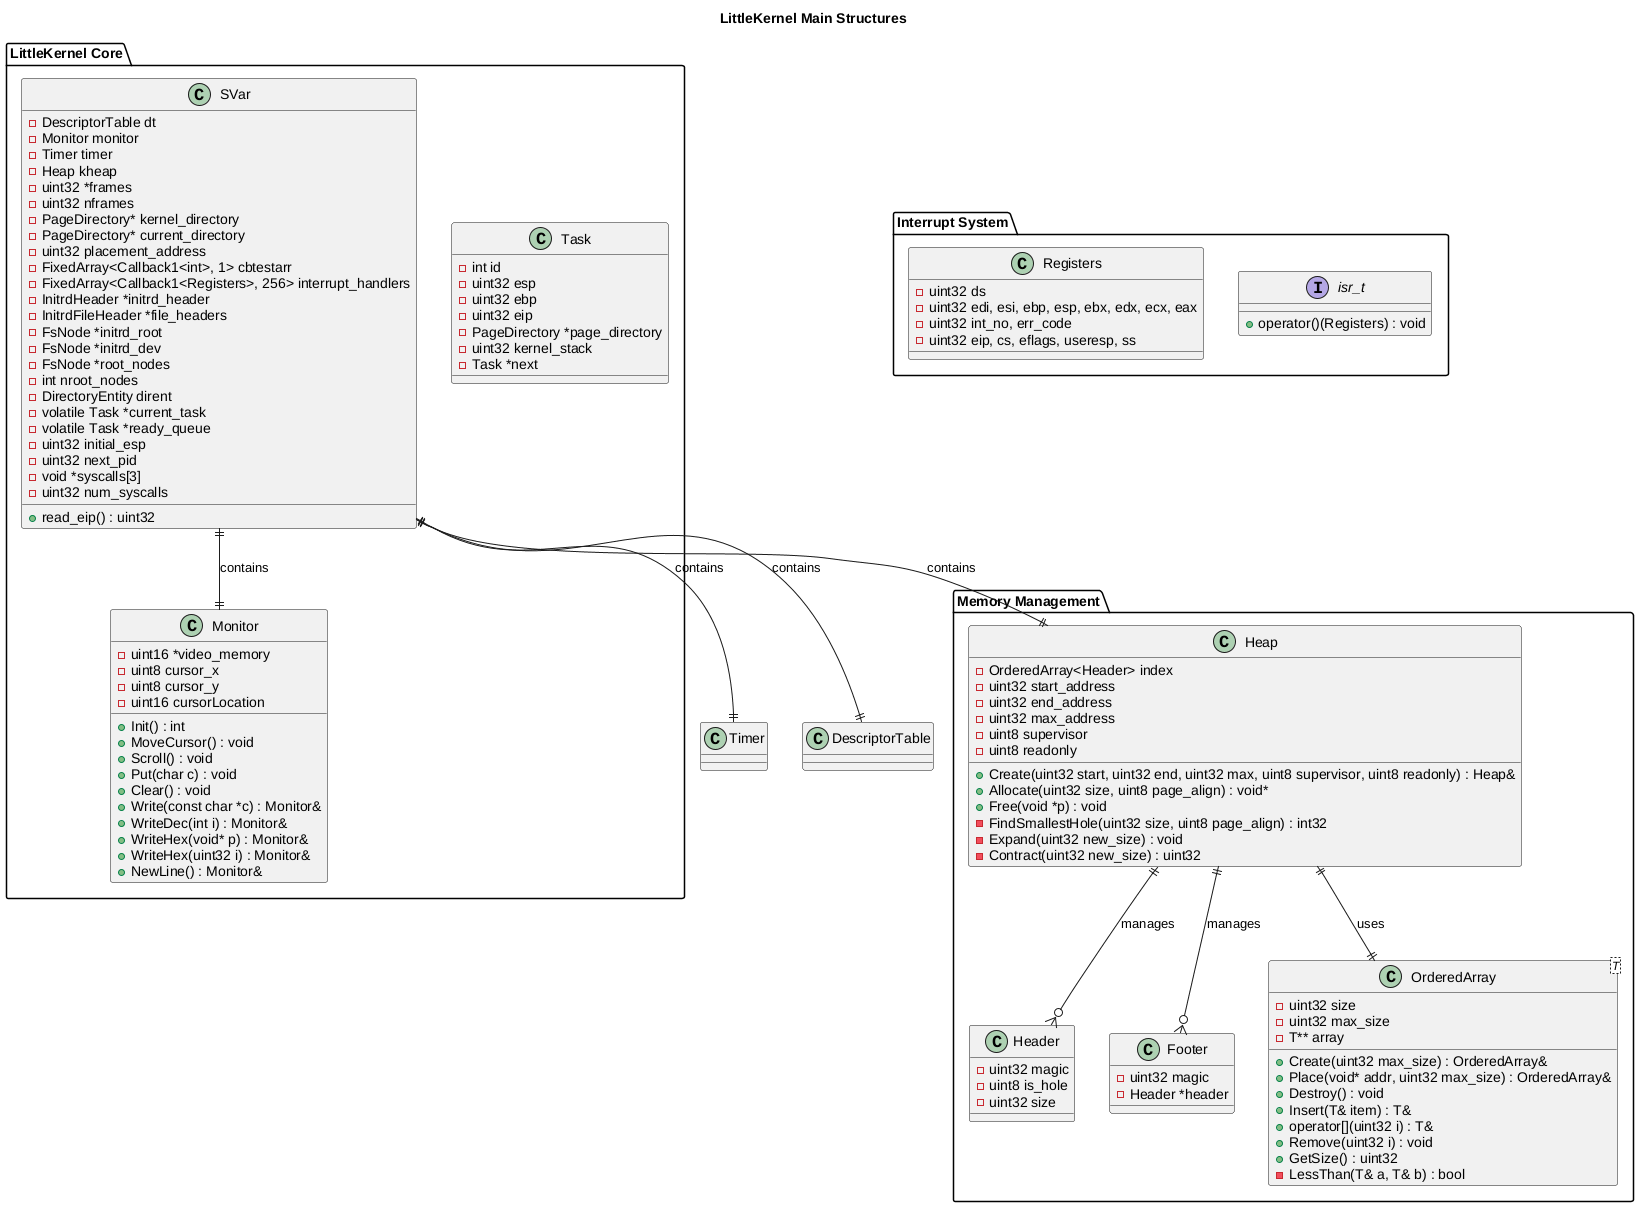 LittleKernel Main Structures
LittleKernel Core
C SVar
DescriptorTable dt
Monitor monitor
Timer timer
Heap kheap
uint32 *frames
uint32 nframes
PageDirectory* kernel_directory
PageDirectory* current_directory
uint32 placement_address
FixedArray<Callback1<int>, 1> cbtestarr
FixedArray<Callback1<Registers>, 256> interrupt_handlers
InitrdHeader *initrd_header
InitrdFileHeader *file_headers
FsNode *initrd_root
FsNode *initrd_dev
FsNode *root_nodes
int nroot_nodes
DirectoryEntity dirent
volatile Task *current_task
volatile Task *ready_queue
uint32 initial_esp
uint32 next_pid
void *syscalls[3]
uint32 num_syscalls
read_eip() : uint32
C Task
int id
uint32 esp
uint32 ebp
uint32 eip
PageDirectory *page_directory
uint32 kernel_stack
Task *next
Interrupt System
C Registers
uint32 ds
uint32 edi, esi, ebp, esp, ebx, edx, ecx, eax
uint32 int_no, err_code
uint32 eip, cs, eflags, useresp, ss
I isr_t
operator()(Registers) : void
contains
contains
contains
contains
C Monitor
uint16 *video_memory
uint8 cursor_x
uint8 cursor_y
uint16 cursorLocation
Init() : int
MoveCursor() : void
Scroll() : void
Put(char c) : void
Clear() : void
Write(const char *c) : Monitor&
WriteDec(int i) : Monitor&
WriteHex(void* p) : Monitor&
WriteHex(uint32 i) : Monitor&
NewLine() : Monitor&
C Timer
C DescriptorTable
Memory Management
C Heap
OrderedArray<Header> index
uint32 start_address
uint32 end_address
uint32 max_address
uint8 supervisor
uint8 readonly
Create(uint32 start, uint32 end, uint32 max, uint8 supervisor, uint8 readonly) : Heap&
Allocate(uint32 size, uint8 page_align) : void*
Free(void *p) : void
FindSmallestHole(uint32 size, uint8 page_align) : int32
Expand(uint32 new_size) : void
Contract(uint32 new_size) : uint32
manages
manages
uses
C Header
uint32 magic
uint8 is_hole
uint32 size
C Footer
uint32 magic
Header *header
C OrderedArray T
uint32 size
uint32 max_size
T** array
Create(uint32 max_size) : OrderedArray&
Place(void* addr, uint32 max_size) : OrderedArray&
Destroy() : void
Insert(T& item) : T&
operator[](uint32 i) : T&
Remove(uint32 i) : void
GetSize() : uint32
LessThan(T& a, T& b) : bool